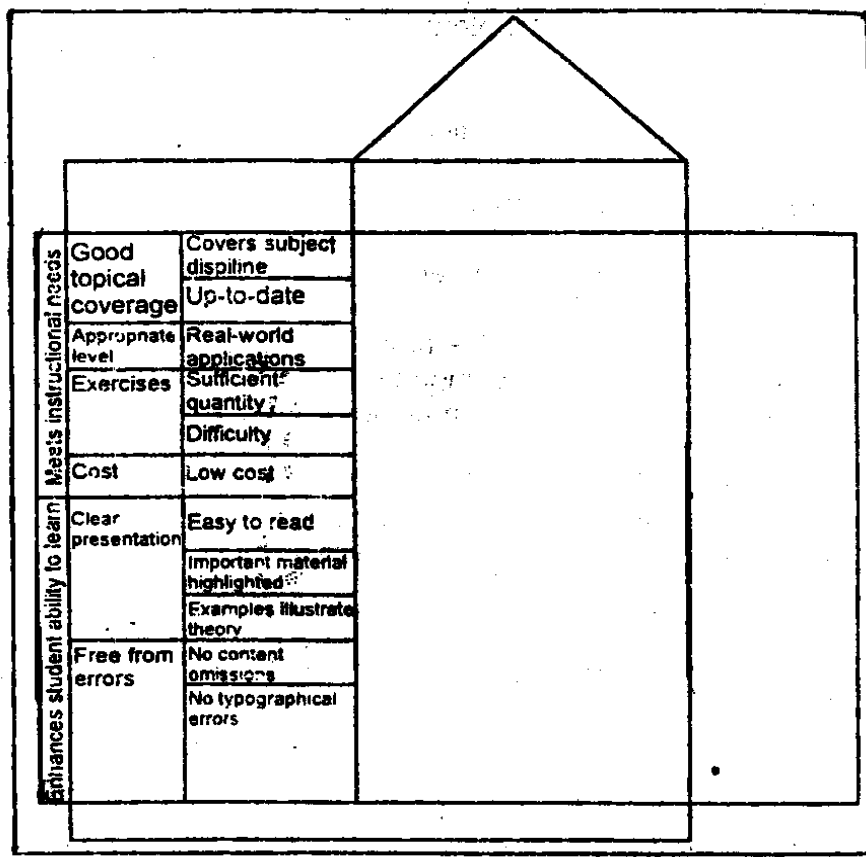 Meets instructional needs
Good
topical
coverage
Covers subject
dispiline
Up-to-date
Appropriate
level
Real-world
applications
Exercises
Sufficient
quantity
Difficulty
Cost
Low cost
Enhances student ability to learn
Clear
presentation
Easy to read
Important material
highlighted
Examples illustrate
theory
Free from
errors
No content
omissions
No typographical
errors